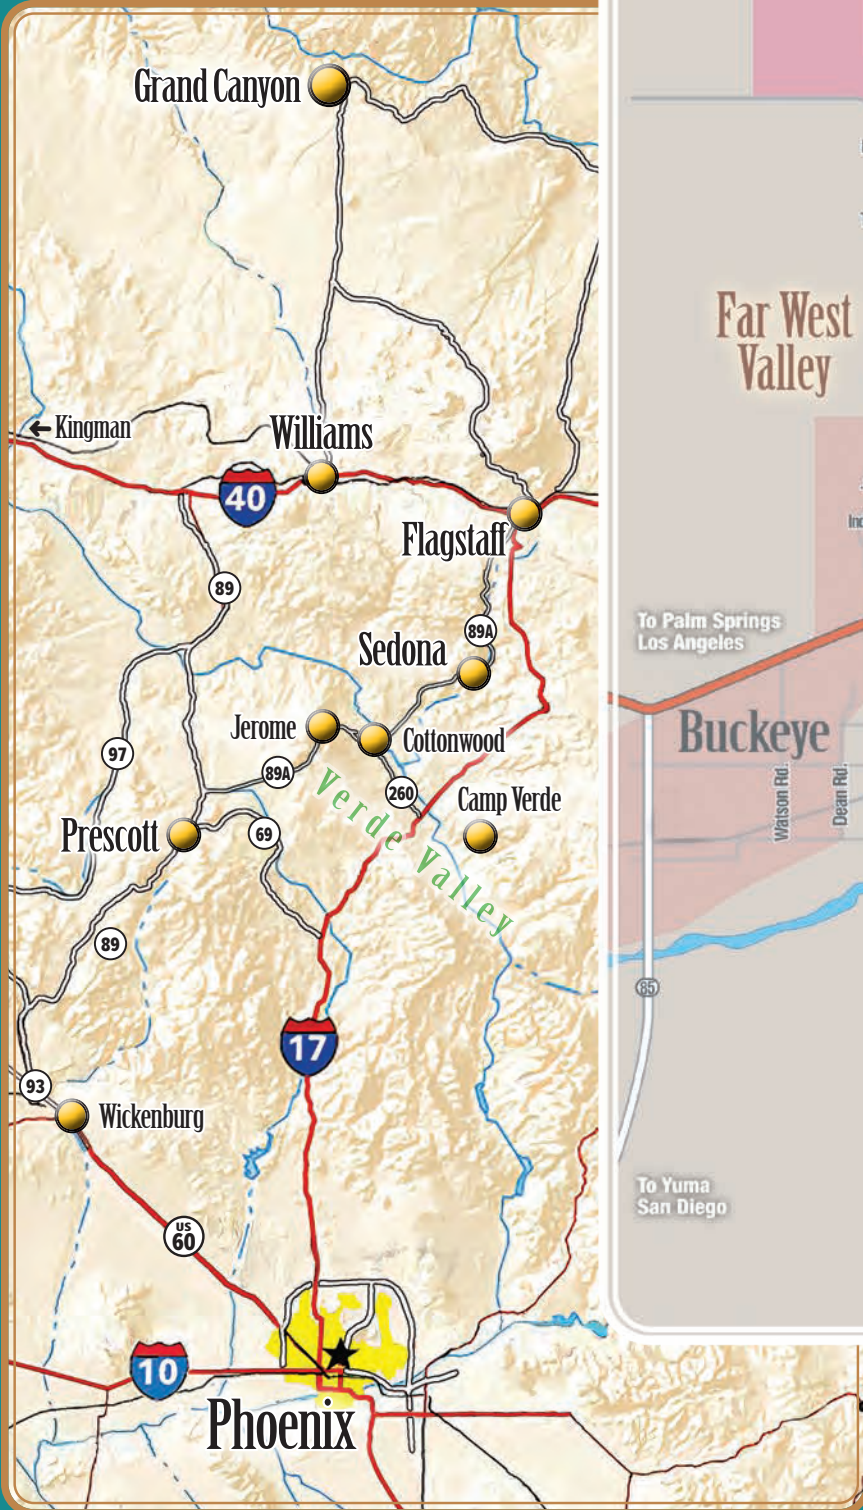 Grand Canyon
← Kingman
Williams
40
Flagstaff
89
Sedona
89A
Jerome
Cottonwood
97
89A
260
Camp Verde
Verde Valley
Prescott
69
89
17
93
Wickenburg
US
60
10
Phoenix
Far West
Valley
To Palm Springs
Los Angeles
Buckeye
Watson Rd.
Dean Rd.
85
To Yuma
San Diego